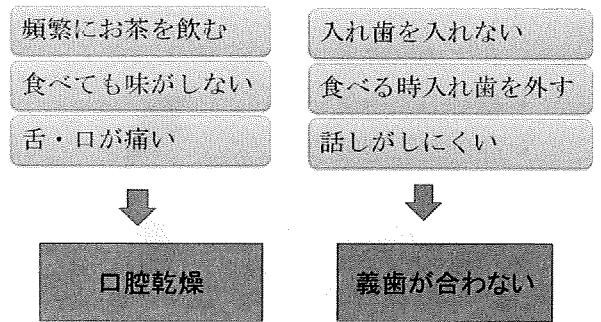 頻繁にお茶を飲む
食べても味がしない
舌・口が痛い
口腔乾燥
入れ歯を入れない
食べる時入れ歯を外す
話しがしにくい
義歯が合わない